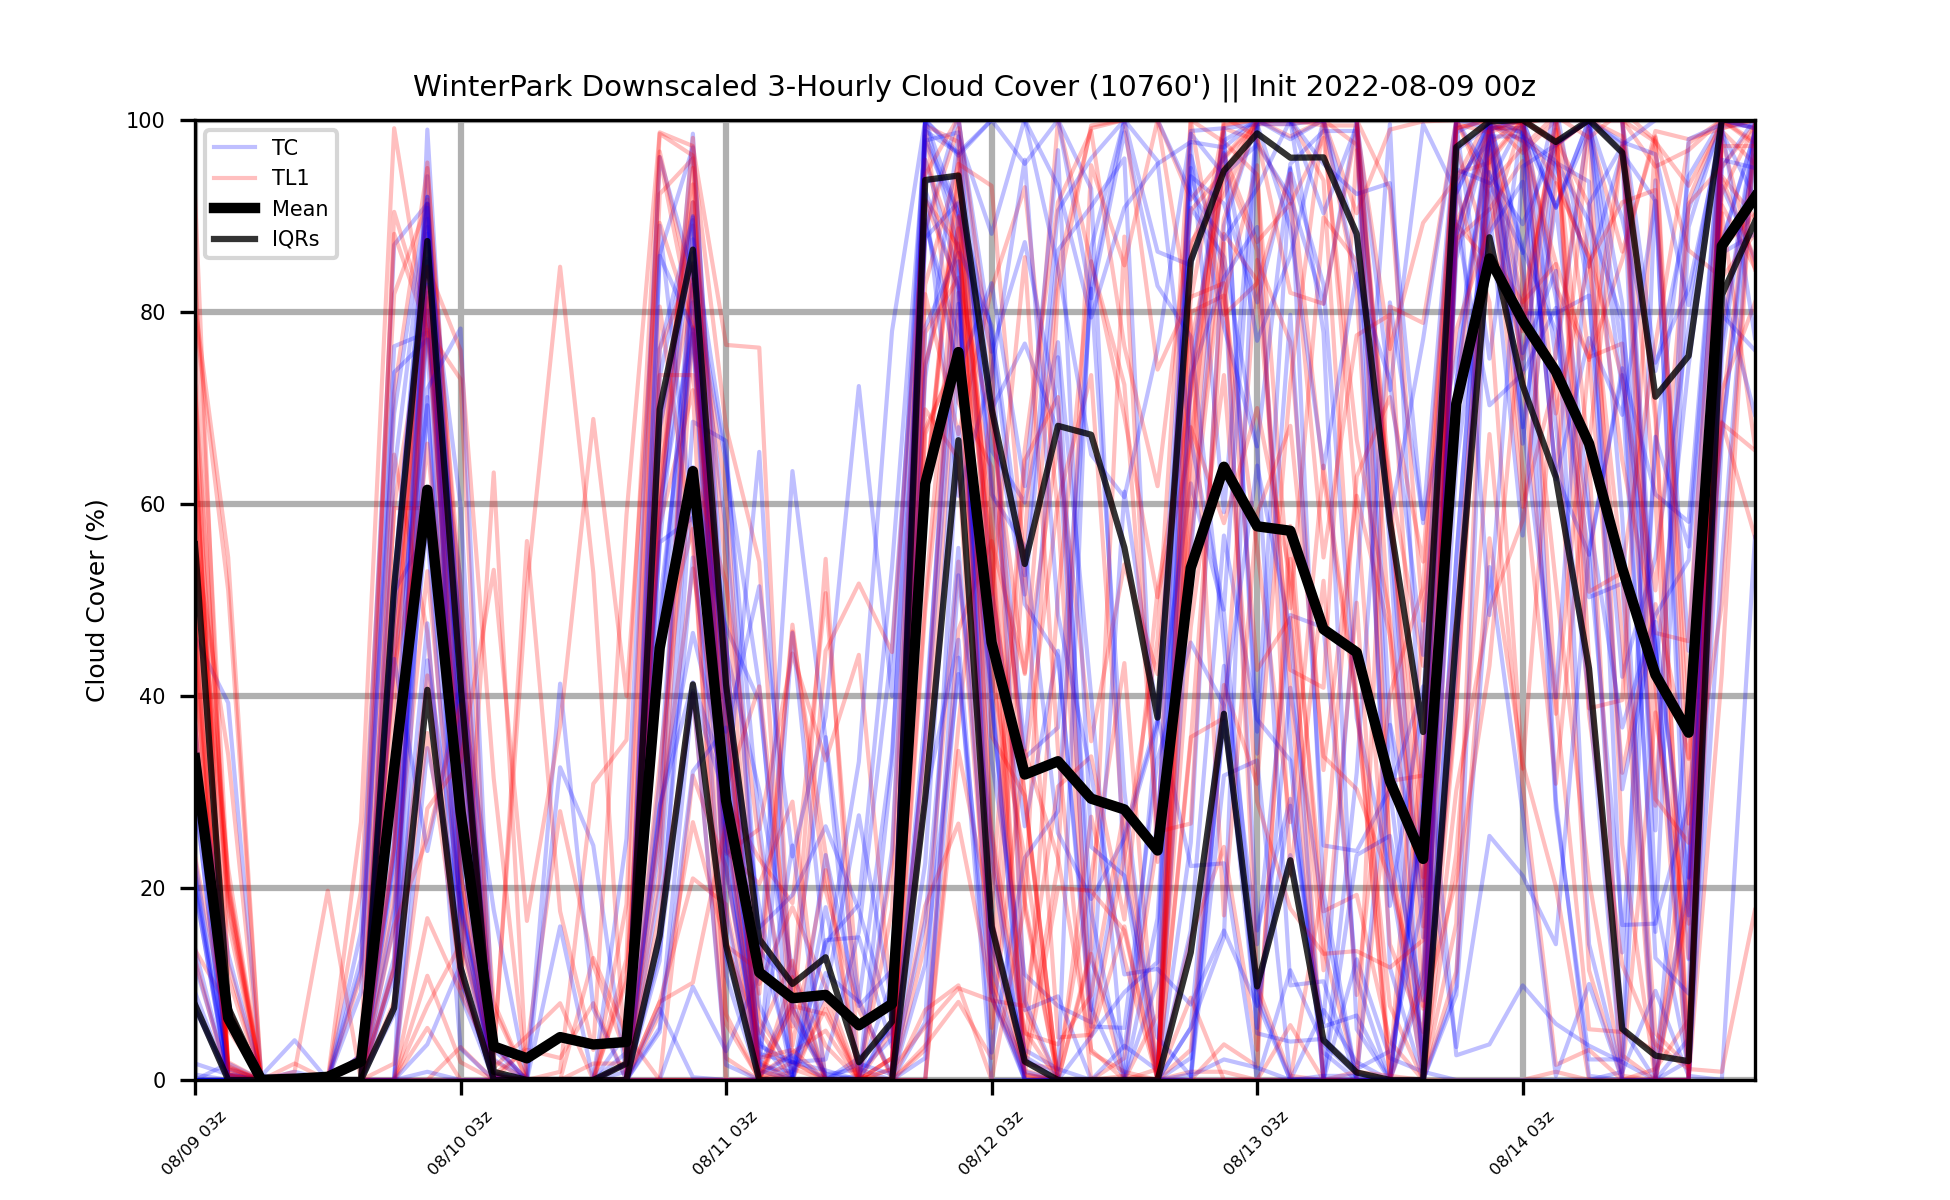 WinterPark Downscaled 3-Hourly Cloud Cover (10760') || Init 2022-08-09 00z
100
80
60
40
20
0
Cloud Cover (%)
TC
TL1
Mean
IQRs
08/09 03z
08/10 03z
08/11 03z
08/12 03z
08/13 03z
08/14 03z